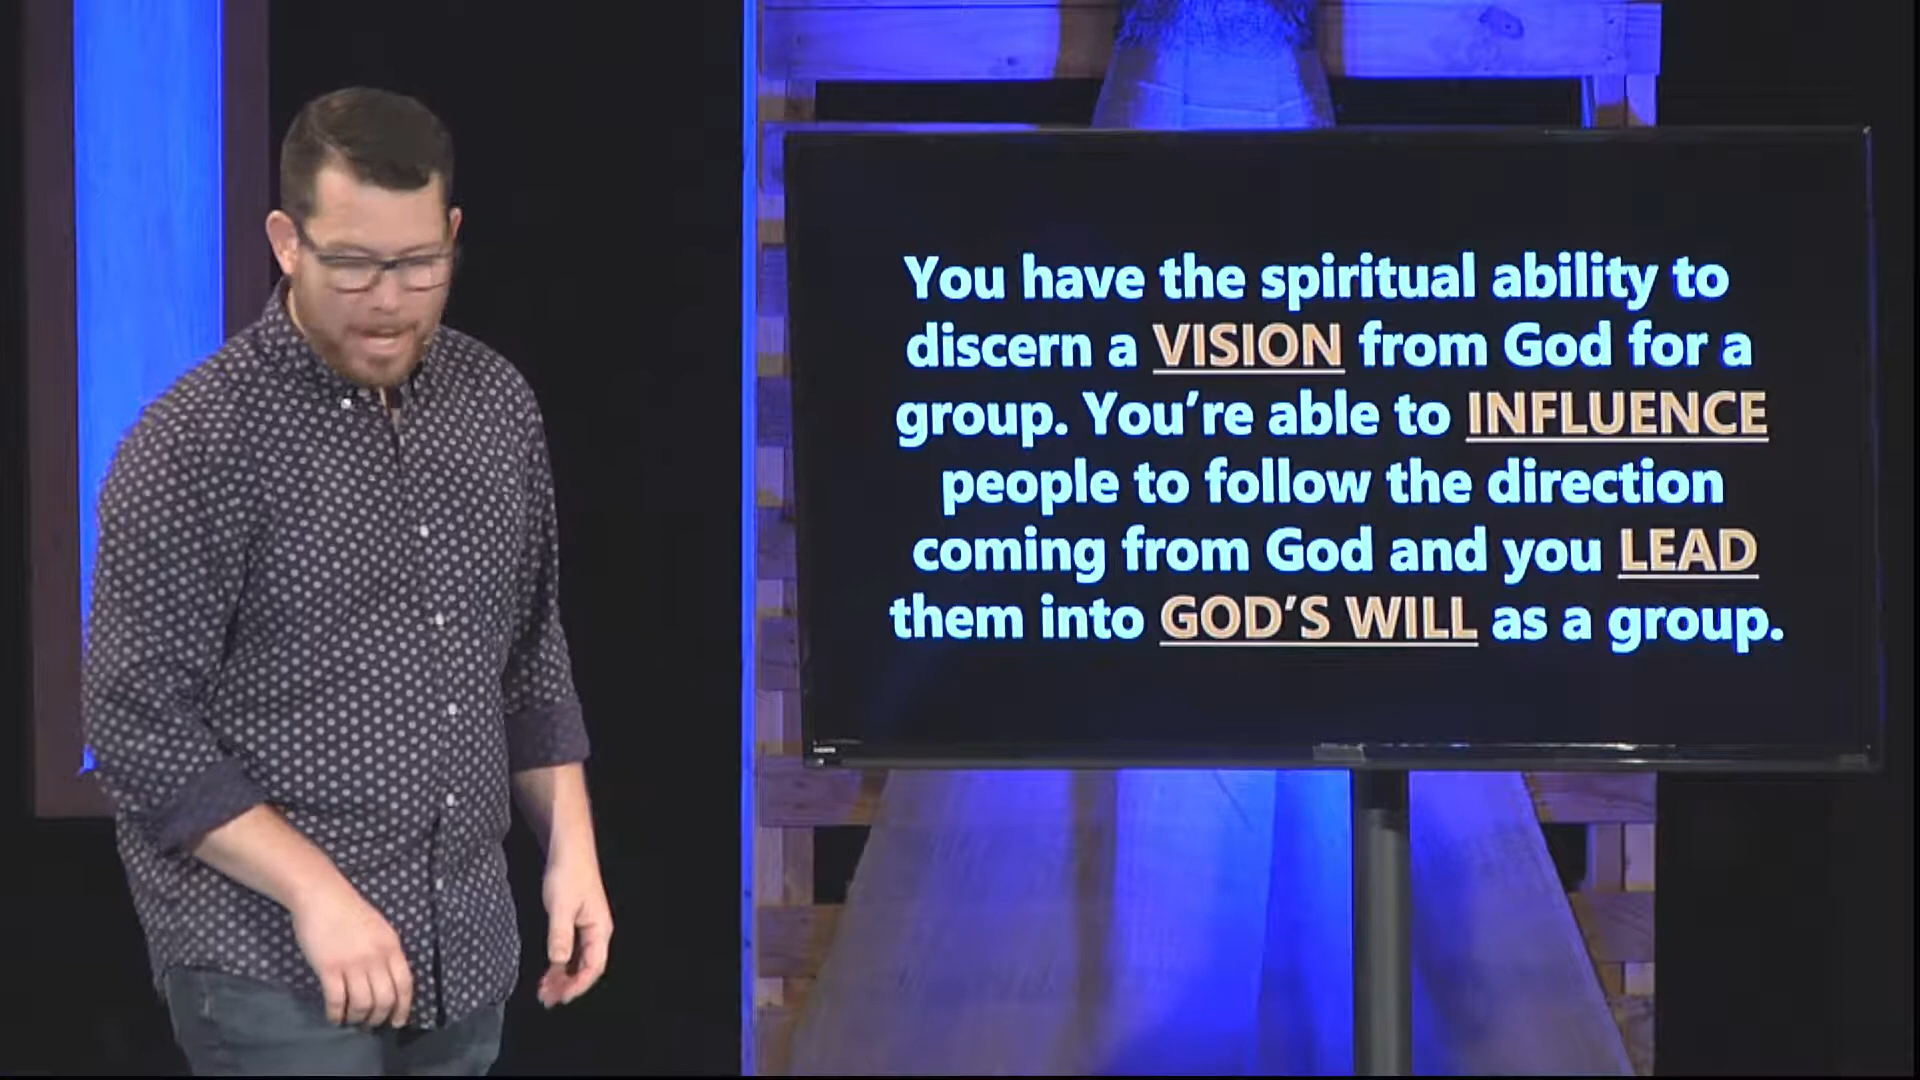 You have the spiritual ability to
discern a VISION from God for a
group. You’re able to INFLUENCE
people to follow the direction
coming from God and you LEAD
them into GOD’S WILL as a group.